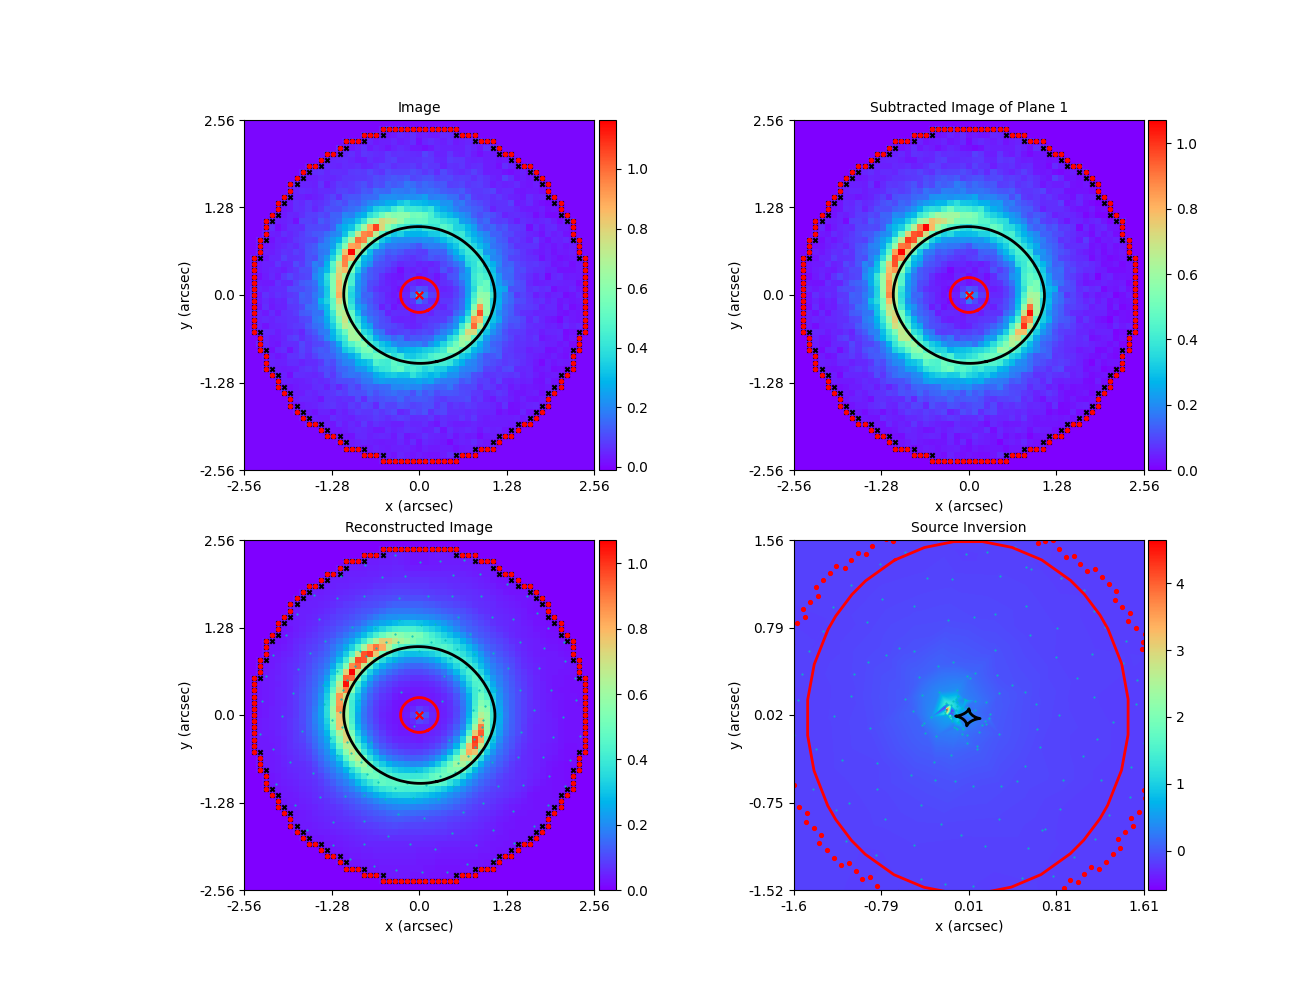 Image
2.56
1.28
0.0
-1.28
-2.56
y (arcsec)
-2.56 -1.28 0.0 1.28 2.56
x (arcsec)
1.0
0.8
0.6
0.4
0.2
0.0
Subtracted Image of Plane 1
2.56
1.28
0.0
-1.28
-2.56
y (arcsec)
-2.56 -1.28 0.0 1.28 2.56
x (arcsec)
1.0
0.8
0.6
0.4
0.2
0.0
Reconstructed Image
2.56
1.28
0.0
-1.28
-2.56
y (arcsec)
-2.56 -1.28 0.0 1.28 2.56
x (arcsec)
1.0
0.8
0.6
0.4
0.2
0.0
Source Inversion
1.56
0.79
0.02
-0.75
-1.52
y (arcsec)
-1.6 -0.79 0.01 0.81 1.61
x (arcsec)
4
3
2
1
0